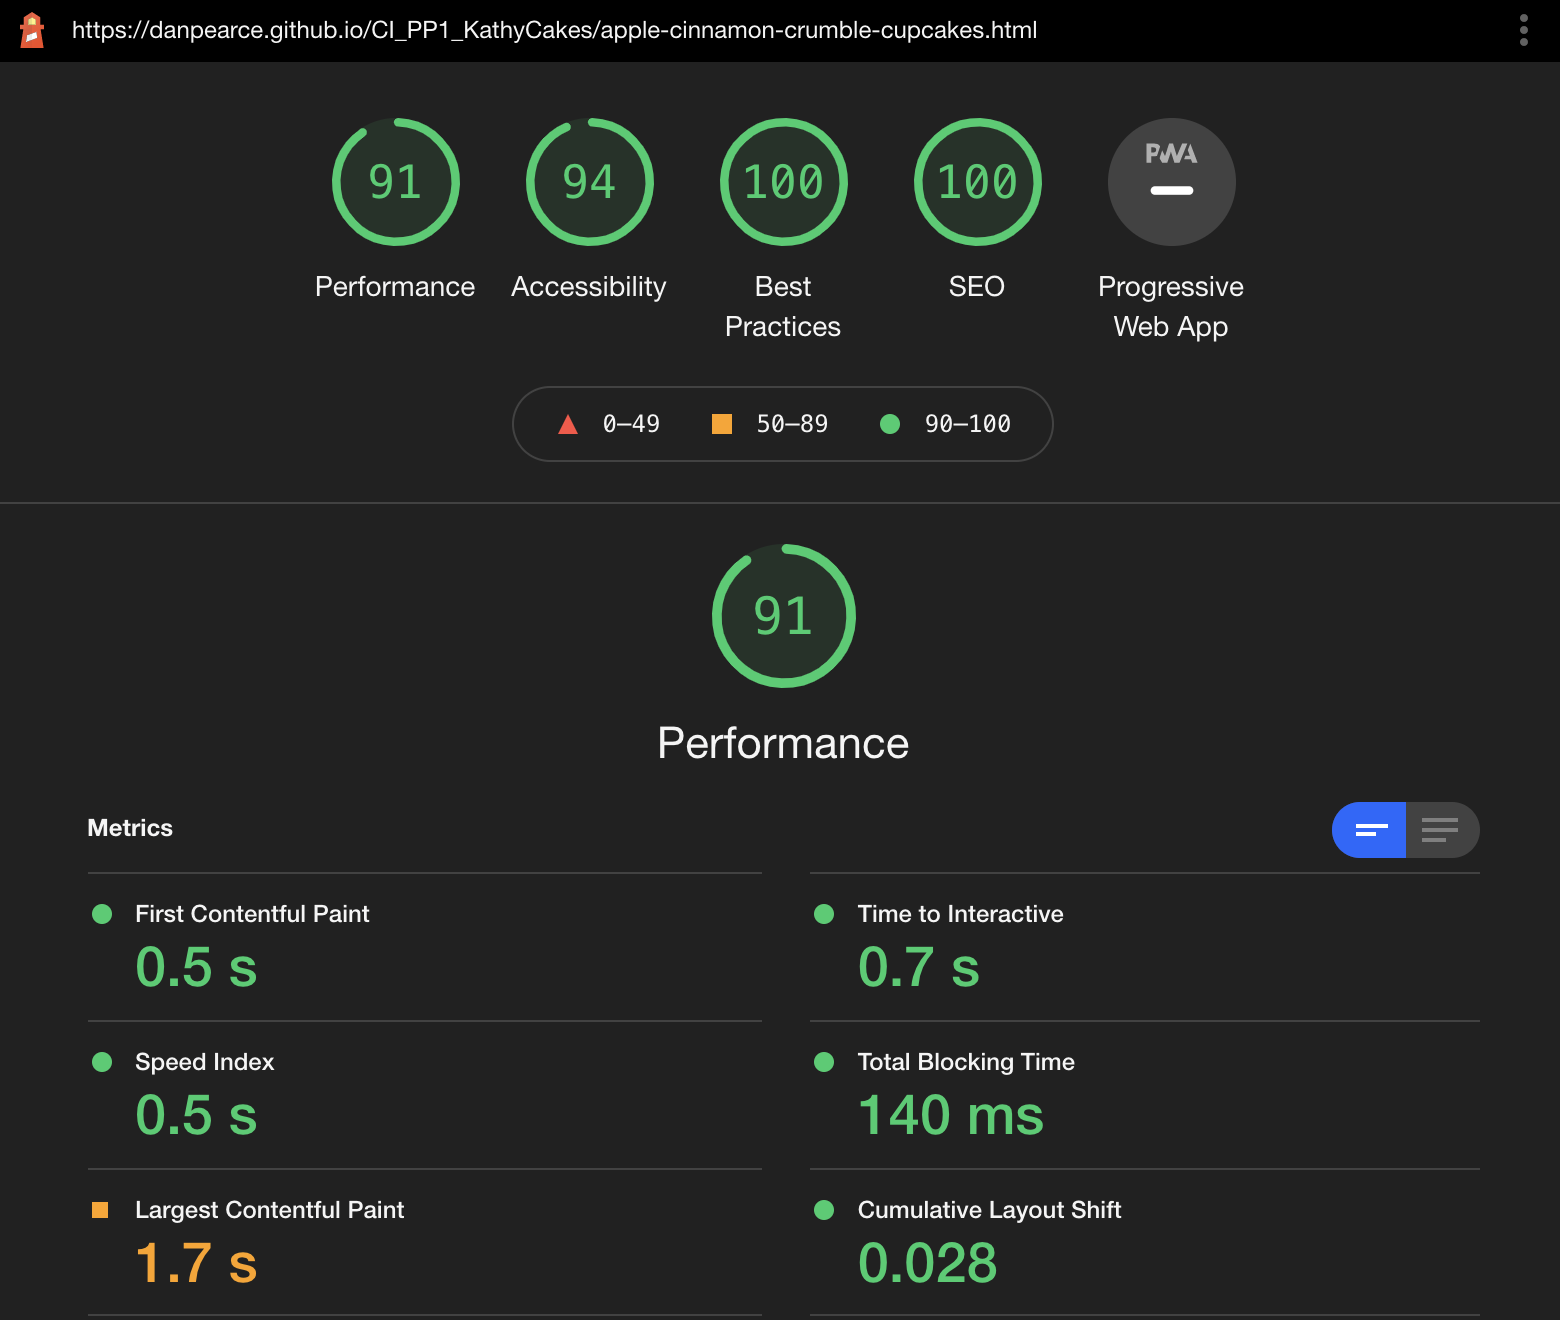 https://danpearce.github.io/CI_PP1_KathyCakes/apple-cinnamon-crumble-cupcakes.html
91
94
100
100
PWA
Performance
Accessibility
Best
Practices
SEO
Progressive
Web App
0–49
50–89
90–100
91
Performance
Metrics
First Contentful Paint
0.5 s
Time to Interactive
0.7 s
Speed Index
0.5 s
Total Blocking Time
140 ms
Largest Contentful Paint
1.7 s
Cumulative Layout Shift
0.028